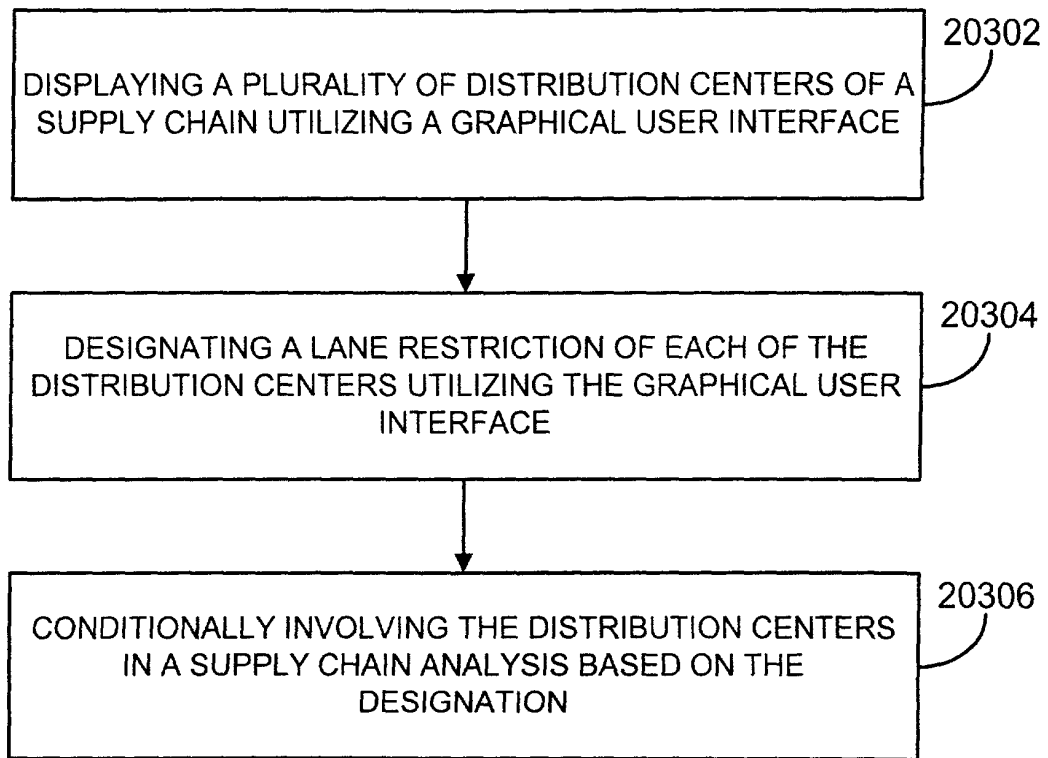 20302
DISPLAYING A PLURALITY OF DISTRIBUTION CENTERS OF A
SUPPLY CHAIN UTILIZING A GRAPHICAL USER INTERFACE
20304
DESIGNATING A LANE RESTRICTION OF EACH OF THE
DISTRIBUTION CENTERS UTILIZING THE GRAPHICAL USER
INTERFACE
20306
CONDITIONALLY INVOLVING THE DISTRIBUTION CENTERS
IN A SUPPLY CHAIN ANALYSIS BASED ON THE
DESIGNATION